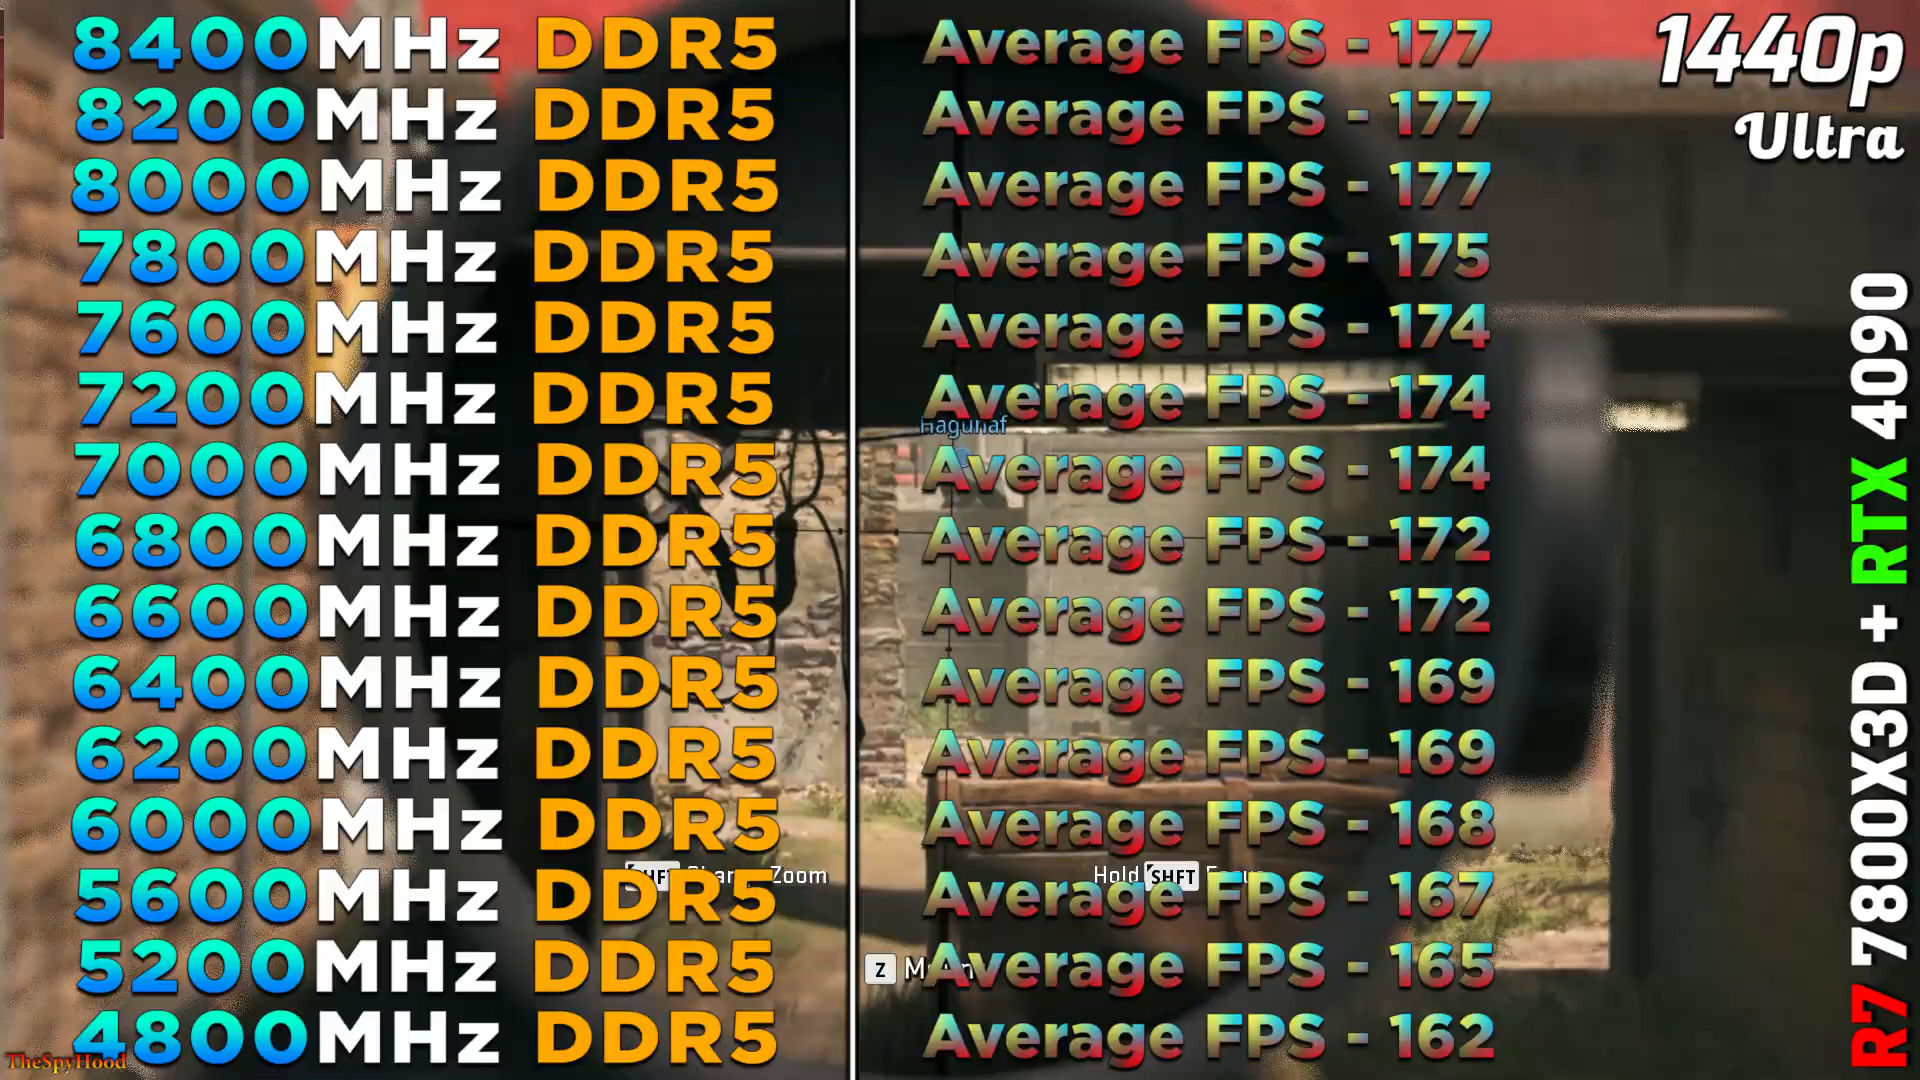 8400MHz DDR5 Average FPS - 177
8200MHz DDR5 Average FPS - 177
8000MHz DDR5 Average FPS - 177
7800MHz DDR5 Average FPS - 175
7600MHz DDR5 Average FPS - 174
7200MHz DDR5 Average FPS - 174
7000MHz DDR5 Average FPS - 174
6800MHz DDR5 Average FPS - 172
6600MHz DDR5 Average FPS - 172
6400MHz DDR5 Average FPS - 169
6200MHz DDR5 Average FPS - 169
6000MHz DDR5 Average FPS - 168
5600MHz DDR5 Average FPS - 167
5200MHz DDR5 Average FPS - 165
4800MHz DDR5 Average FPS - 162
1440p
Ultra
R7 7800X3D + RTX 4090
Zoom
Hold SHFT
Z
TheSpyHood